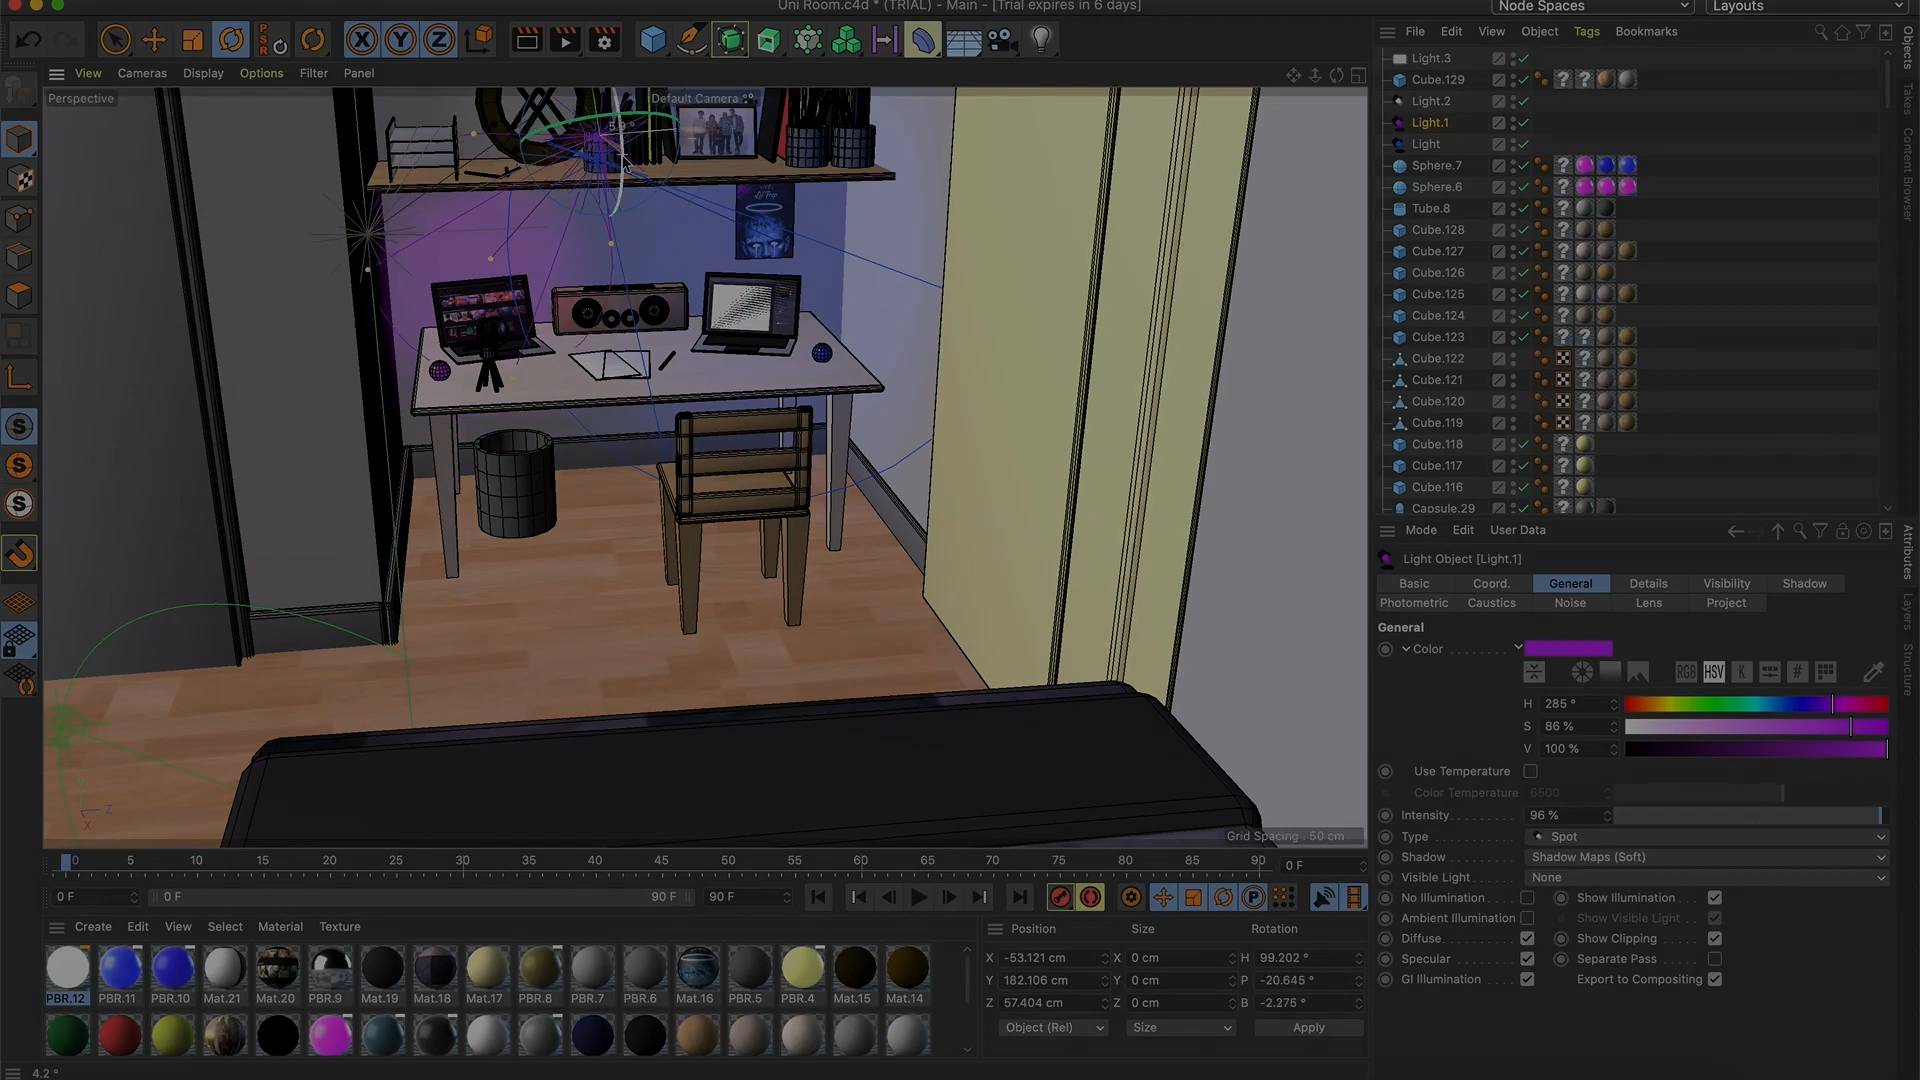 Uni Room.c4d * (TRIAL) - Main - [Trial expires in 6 days]
Node Spaces
Layouts
View Cameras Display Options Filter Panel
Perspective
Default Camera
Grid Spacing : 50 cm
Z
X
0 5 10 15 20 25 30 35 40 45 50 55 60 65 70 75 80 85 90
0 F
0 F 0 F 90 F 90 F
Create Edit View Select Material Texture
PBR.12 PBR.11 PBR.10 Mat.21 Mat.20 PBR.9 Mat.19 Mat.18 Mat.17 PBR.8 PBR.7 PBR.6 Mat.16 PBR.5 PBR.4 Mat.15 Mat.14
Position Size Rotation
X -53.121 cm X 0 cm H 99.202 °
Y 182.106 cm Y 0 cm P -20.645 °
Z 57.404 cm Z 0 cm B -2.275 °
Object (Rel) Size Apply
4.2 °
File Edit View Object Tags Bookmarks
Light.3
Cube.129
Light.2
Light.1
Light
Sphere.7
Sphere.6
Tube.8
Cube.128
Cube.127
Cube.126
Cube.125
Cube.124
Cube.123
Cube.122
Cube.121
Cube.120
Cube.119
Cube.118
Cube.117
Cube.116
Capsule.29
Objects
Takes
Content Browser
Mode Edit User Data
Light Object [Light.1]
Basic Coord. General Details Visibility Shadow
Photometric Caustics Noise Lens Project
General
Color
RGB HSV K #
H 285 °
S 86 %
V 100 %
Use Temperature
Color Temperature 6500
Intensity 96 %
Type Spot
Shadow Shadow Maps (Soft)
Visible Light None
No Illumination Show Illumination
Ambient Illumination Show Visible Light
Diffuse Show Clipping
Specular Separate Pass
GI Illumination Export to Compositing
Attributes
Layers
Structure